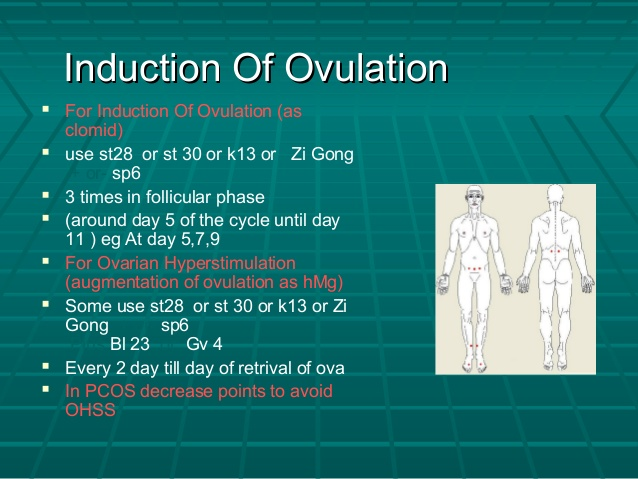 Induction Of Ovulation
For Induction Of Ovulation (as
clomid)
use st28 or st 30 or k13 or Zi Gong
sp6
3 times in follicular phase
(around day 5 of the cycle until day
11 ) eg At day 5,7,9
For Ovarian Hyperstimulation
(augmentation of ovulation as hMg)
Some use st28 or st 30 or k13 or Zi
Gong sp6
Bl 23 Gv 4
Every 2 day till day of retrival of ova
In PCOS decrease points to avoid
OHSS